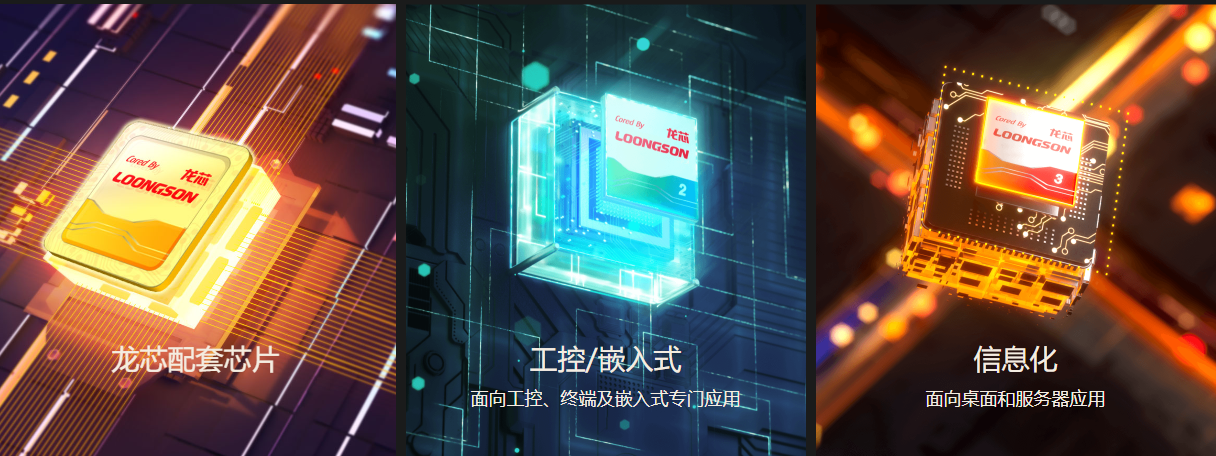 Cored By
龙芯
LOONGSON
龙芯配套芯片
Cored By
龙芯
LOONGSON
2
工控/嵌入式
面向工控、终端及嵌入式专门应用
Cored By
龙芯
LOONGSON
3
信息化
面向桌面和服务器应用